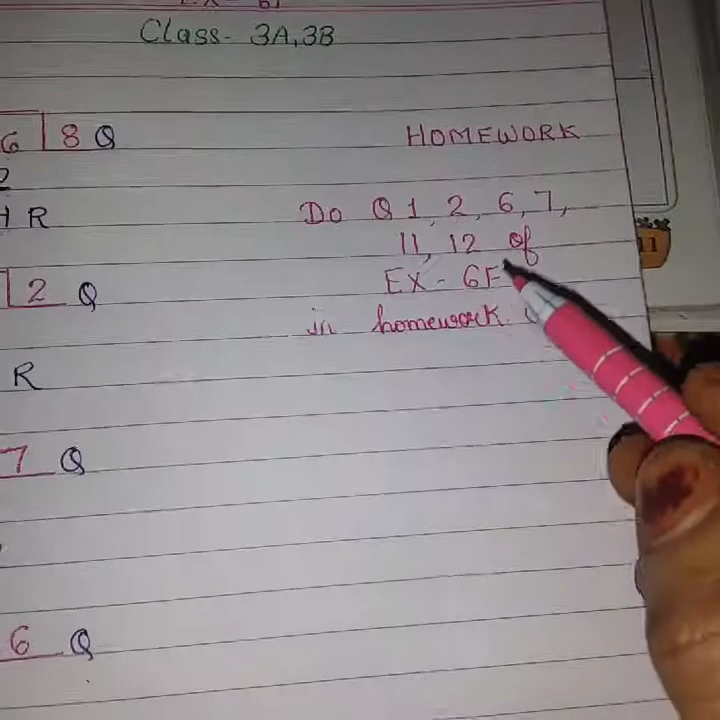 Class- 3A,3B
6 8 Q
HOMEWORK
R
Do Q 1, 2, 6, 7,
11, 12 of
2 Q
EX- 6F
in homework.
R
7 Q
6 Q
11